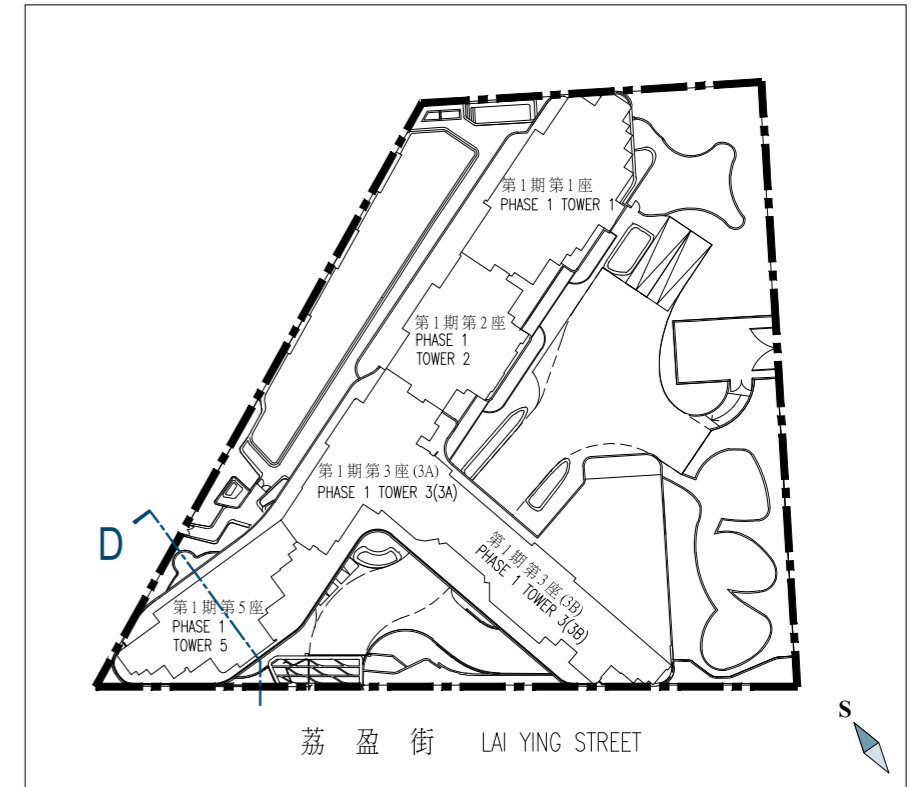 第1期第1座
PHASE 1 TOWER 1
第1期第2座
PHASE 1
TOWER 2
第1期第3座(3A)
PHASE 1 TOWER 3(3A)
第1期第3座(3B)
PHASE 1 TOWER 3(3B)
D
第1期第5座
PHASE 1
TOWER 5
荔盈街 LAI YING STREET
S